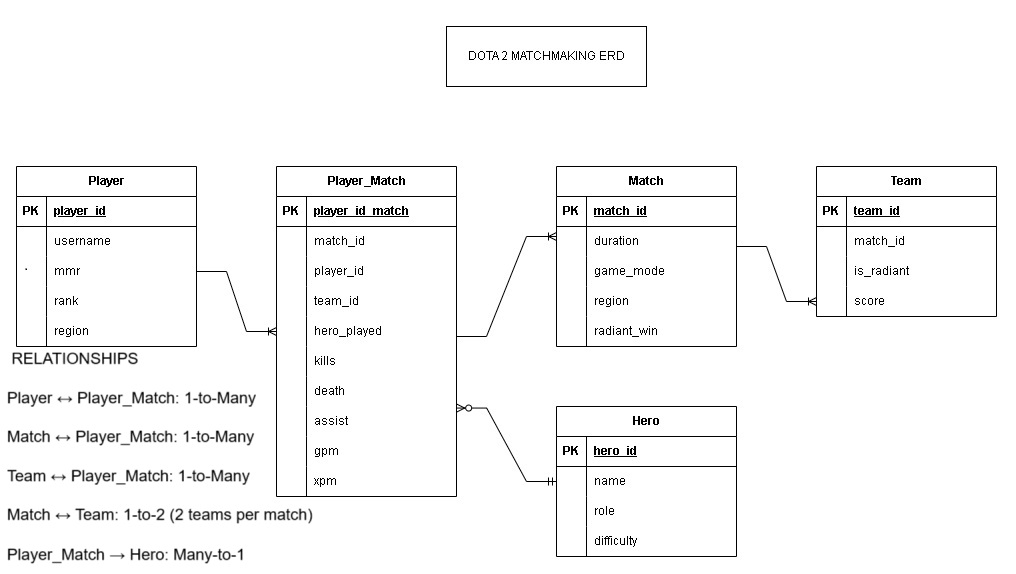 DOTA 2 MATCHMAKING ERD
Player
PK player_id
username
mmr
rank
region
Player_Match
PK player_id_match
match_id
player_id
team_id
hero_played
kills
death
assist
gpm
xpm
Match
PK match_id
duration
game_mode
region
radiant_win
Team
PK team_id
match_id
is_radiant
score
Hero
PK hero_id
name
role
difficulty
RELATIONSHIPS
Player ↔ Player_Match: 1-to-Many
Match ↔ Player_Match: 1-to-Many
Team ↔ Player_Match: 1-to-Many
Match ↔ Team: 1-to-2 (2 teams per match)
Player_Match → Hero: Many-to-1